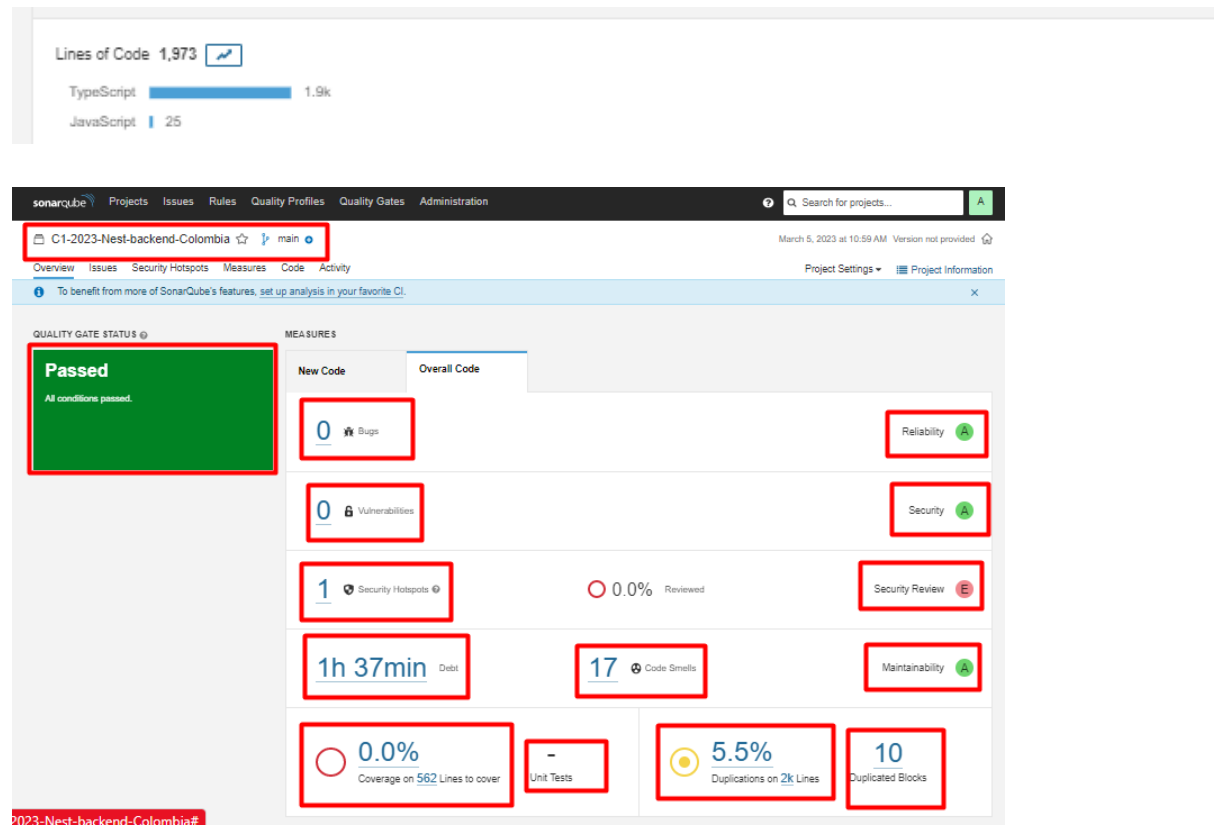 Lines of Code 1,973
TypeScript 1.9k
JavaScript 25
sonarqube Projects Issues Rules Quality Profiles Quality Gates Administration ? Search for projects... A
C1-2023-Nest-backend-Colombia main March 5, 2023 at 10:59 AM Version not provided
Overview Issues Security Hotspots Measures Code Activity Project Settings Project Information
To benefit from more of SonarQube's features, set up analysis in your favorite CI.
QUALITY GATE STATUS MEASURES
Passed
All conditions passed.
New Code Overall Code
0 Bugs Reliability A
0 Vulnerabilities Security A
1 Security Hotspots 0.0% Reviewed Security Review E
1h 37min Debt 17 Code Smells Maintainability A
0.0% - 5.5% 10
Coverage on 562 Lines to cover Unit Tests Duplications on 2k Lines Duplicated Blocks
2023-Nest-backend-Colombia#